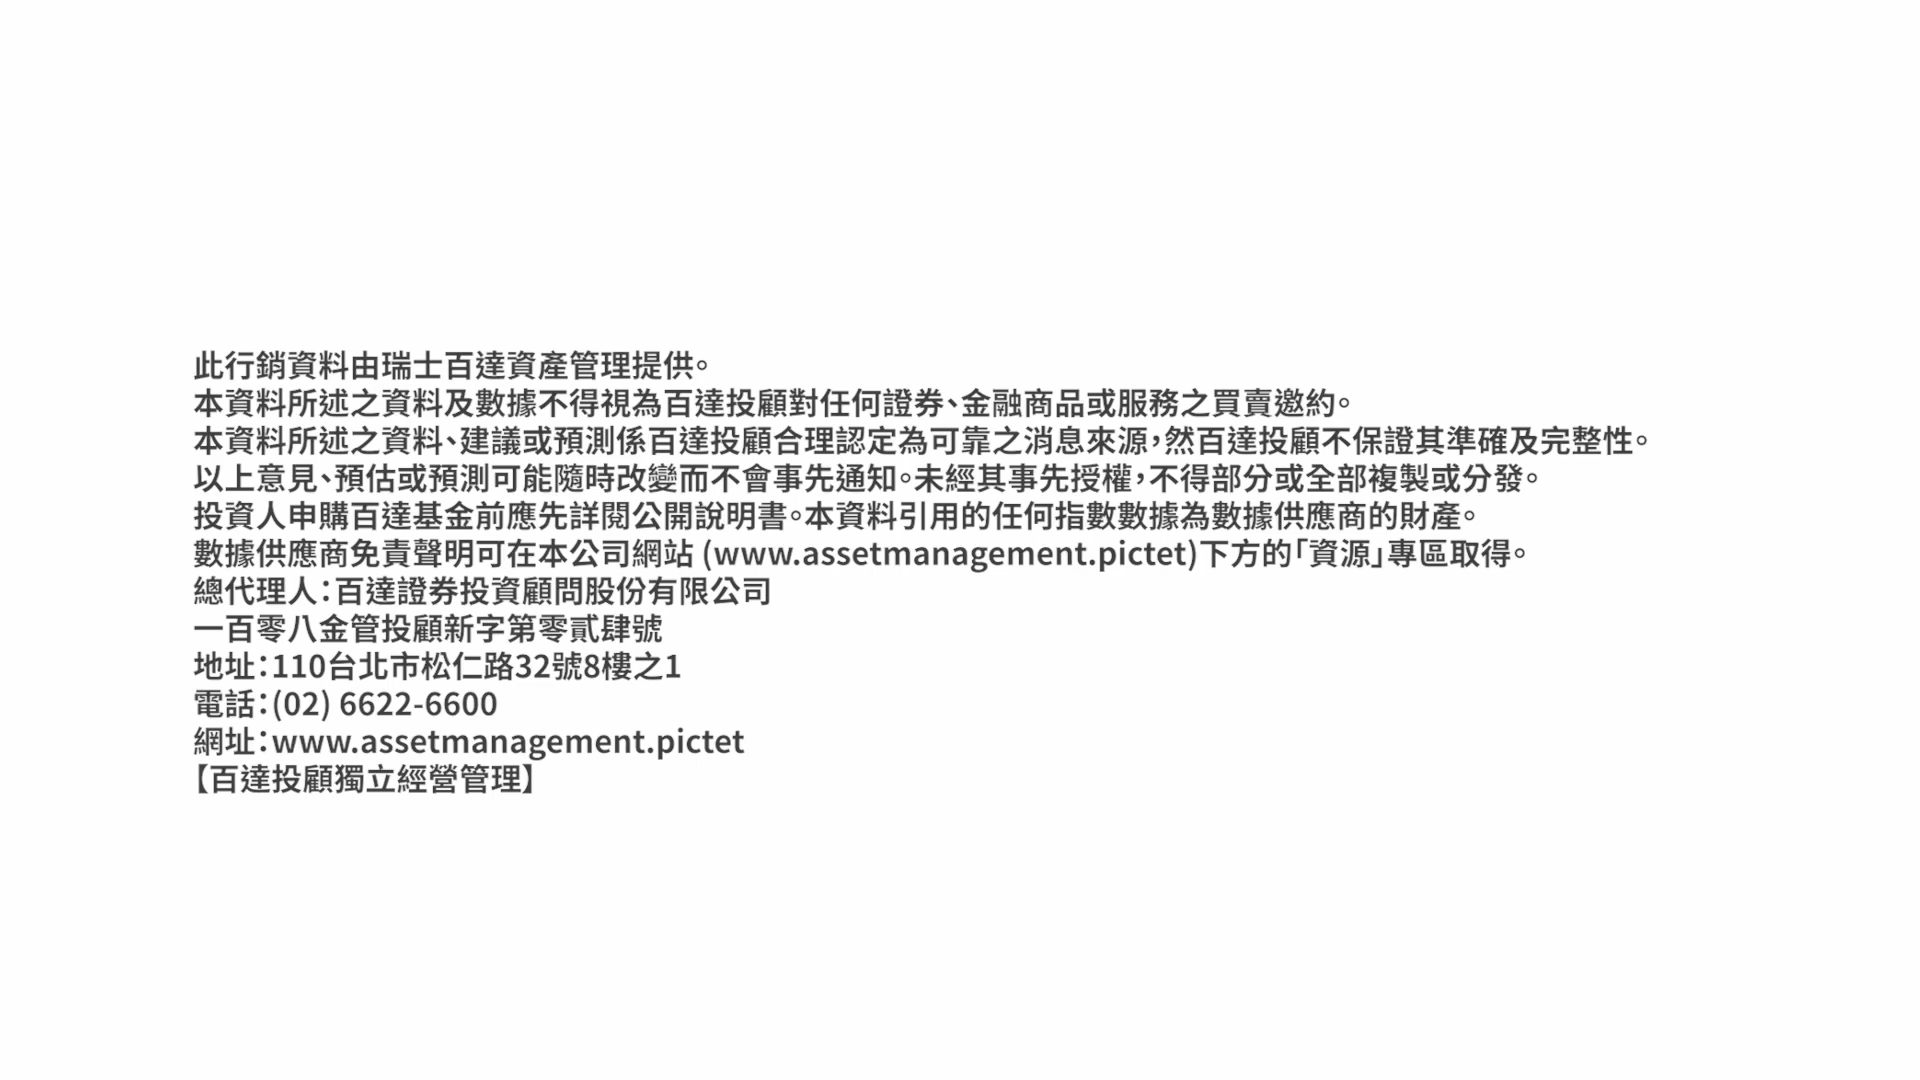 此行銷資料由瑞士百達資產管理提供。
本資料所述之資料及數據不得視為百達投顧對任何證券、金融商品或服務之買賣邀約。
本資料所述之資料、建議或預測係百達投顧合理認定為可靠之消息來源，然百達投顧不保證其準確及完整性。
以上意見、預估或預測可能隨時改變而不會事先通知。未經其事先授權，不得部分或全部複製或分發。
投資人申購百達基金前應先詳閱公開說明書。本資料引用的任何指數數據為數據供應商的財產。
數據供應商免責聲明可在本公司網站 (www.assetmanagement.pictet)下方的「資源」專區取得。
總代理人：百達證券投資顧問股份有限公司
一百零八金管投顧新字第零貳肆號
地址：110台北市松仁路32號8樓之1
電話：(02) 6622-6600
網址：www.assetmanagement.pictet
【百達投顧獨立經營管理】